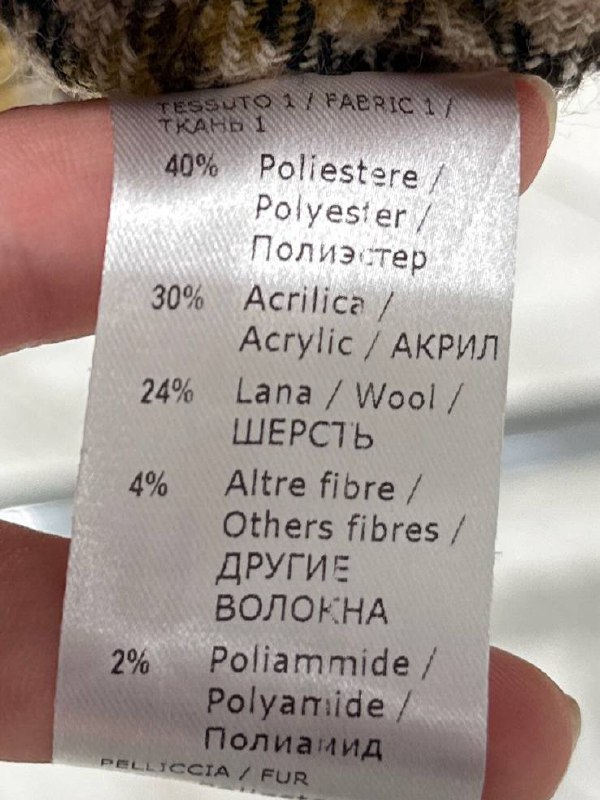 TESSUTO 1 / FABRIC 1 /
ТКАНЬ 1
40% Poliestere /
Polyester /
Полиэстер
30% Acrilica /
Acrylic / АКРИЛ
24% Lana / Wool /
ШЕРСТЬ
4% Altre fibre /
Others fibres /
ДРУГИЕ
ВОЛОКНА
2% Poliammide /
Polyamide /
Полиамид
PELLICCIA / FUR